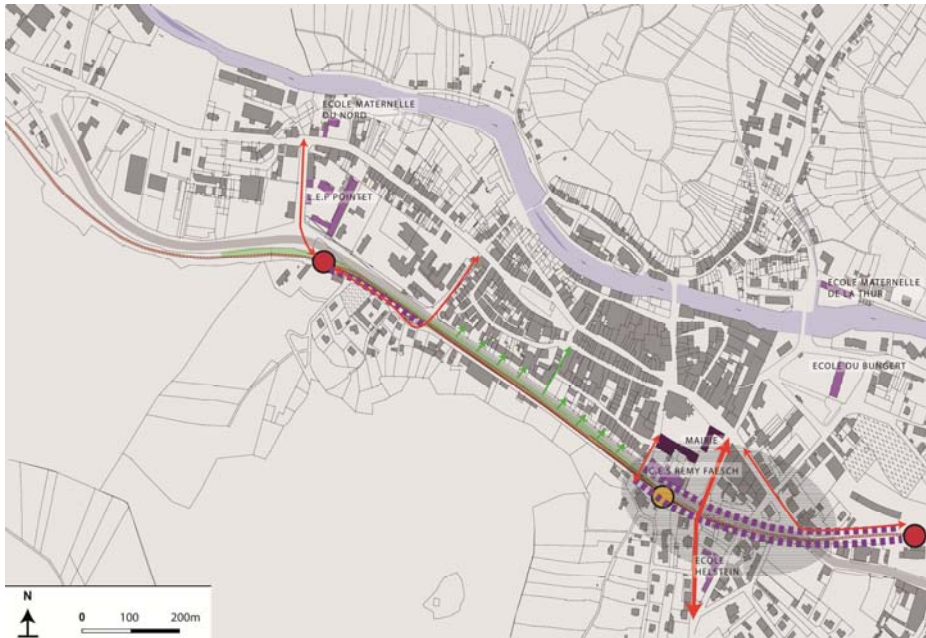 ECOLE MATERNELLE
DU NORD
L.E.P POINTET
ECOLE MATERNELLE
DE LA THUR
ECOLE DU BUNGERT
MAIRIE
C.E.S REMY FAESCH
ECOLE
HELSTEIN
N
0 100 200m